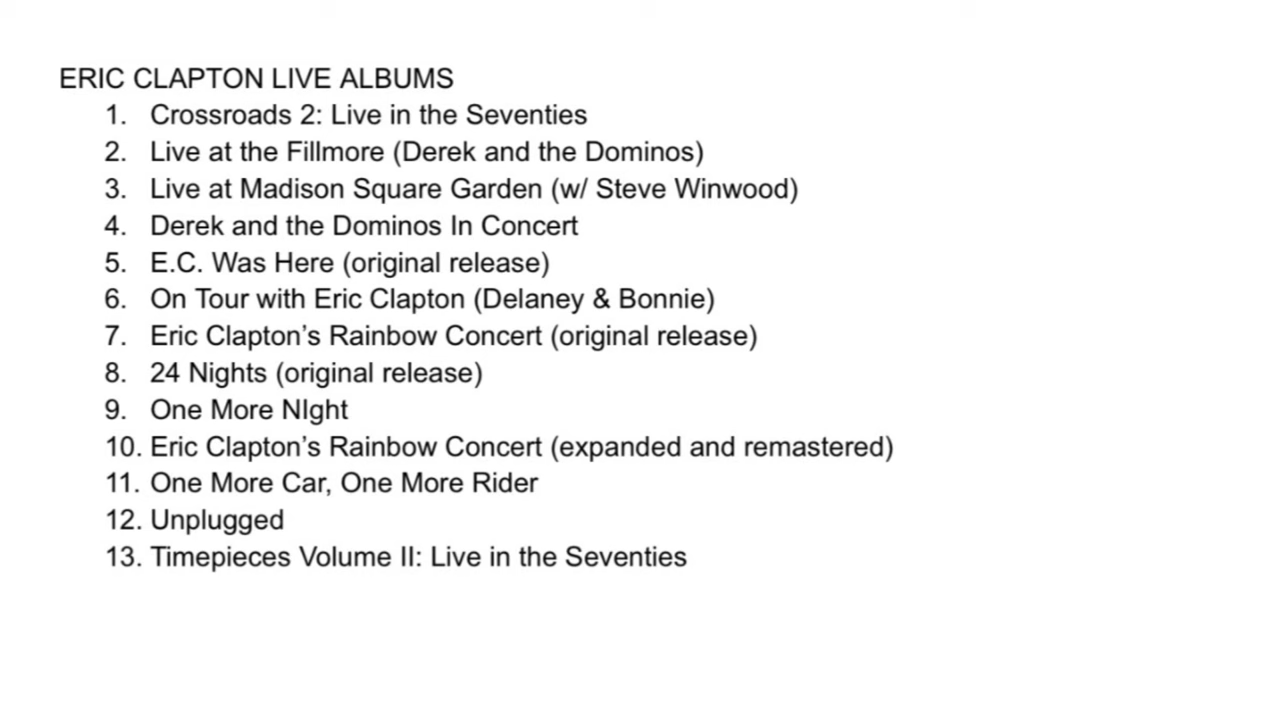 ERIC CLAPTON LIVE ALBUMS
1. Crossroads 2: Live in the Seventies
2. Live at the Fillmore (Derek and the Dominos)
3. Live at Madison Square Garden (w/ Steve Winwood)
4. Derek and the Dominos In Concert
5. E.C. Was Here (original release)
6. On Tour with Eric Clapton (Delaney & Bonnie)
7. Eric Clapton’s Rainbow Concert (original release)
8. 24 Nights (original release)
9. One More NIght
10. Eric Clapton’s Rainbow Concert (expanded and remastered)
11. One More Car, One More Rider
12. Unplugged
13. Timepieces Volume II: Live in the Seventies